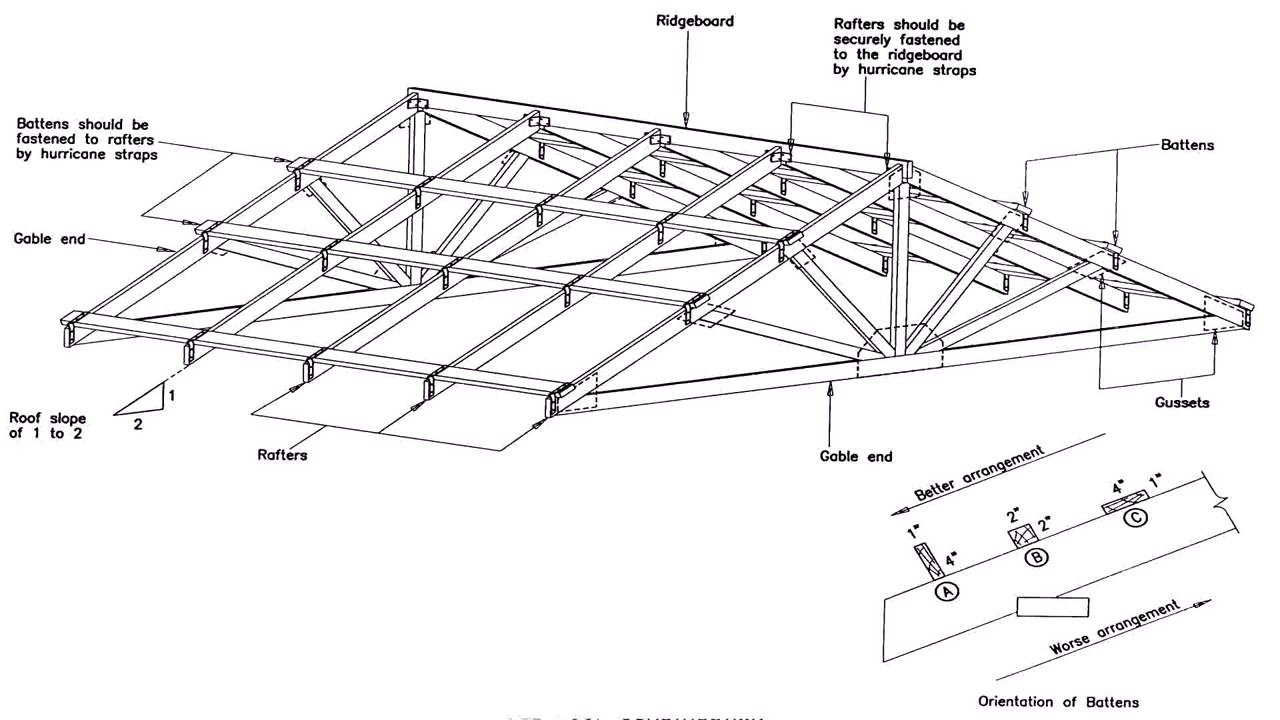 Ridgeboard
Rafters should be
securely fastened
to the ridgeboard
by hurricane straps
Battens should be
fastened to rafters
by hurricane straps
Battens
Gable end
1
2
Roof slope
of 1 to 2
Rafters
Gable end
Gussets
Better arrangement
4" 1"
C
2"
2"
B
1"
4"
A
Worse arrangement
Orientation of Battens